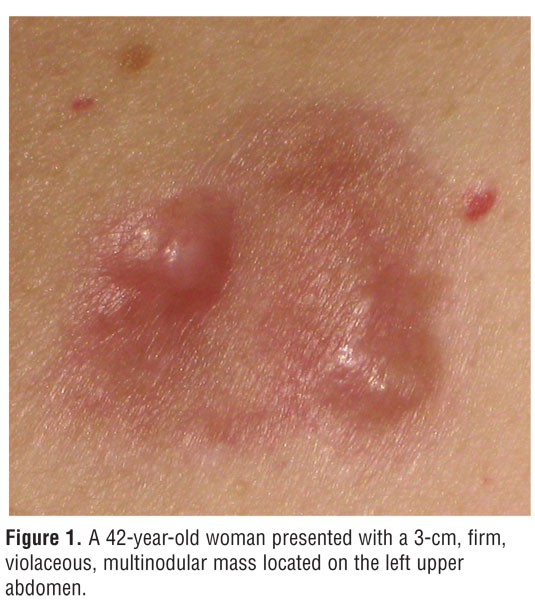 Figure 1. A 42-year-old woman presented with a 3-cm, firm,
violaceous, multinodular mass located on the left upper
abdomen.